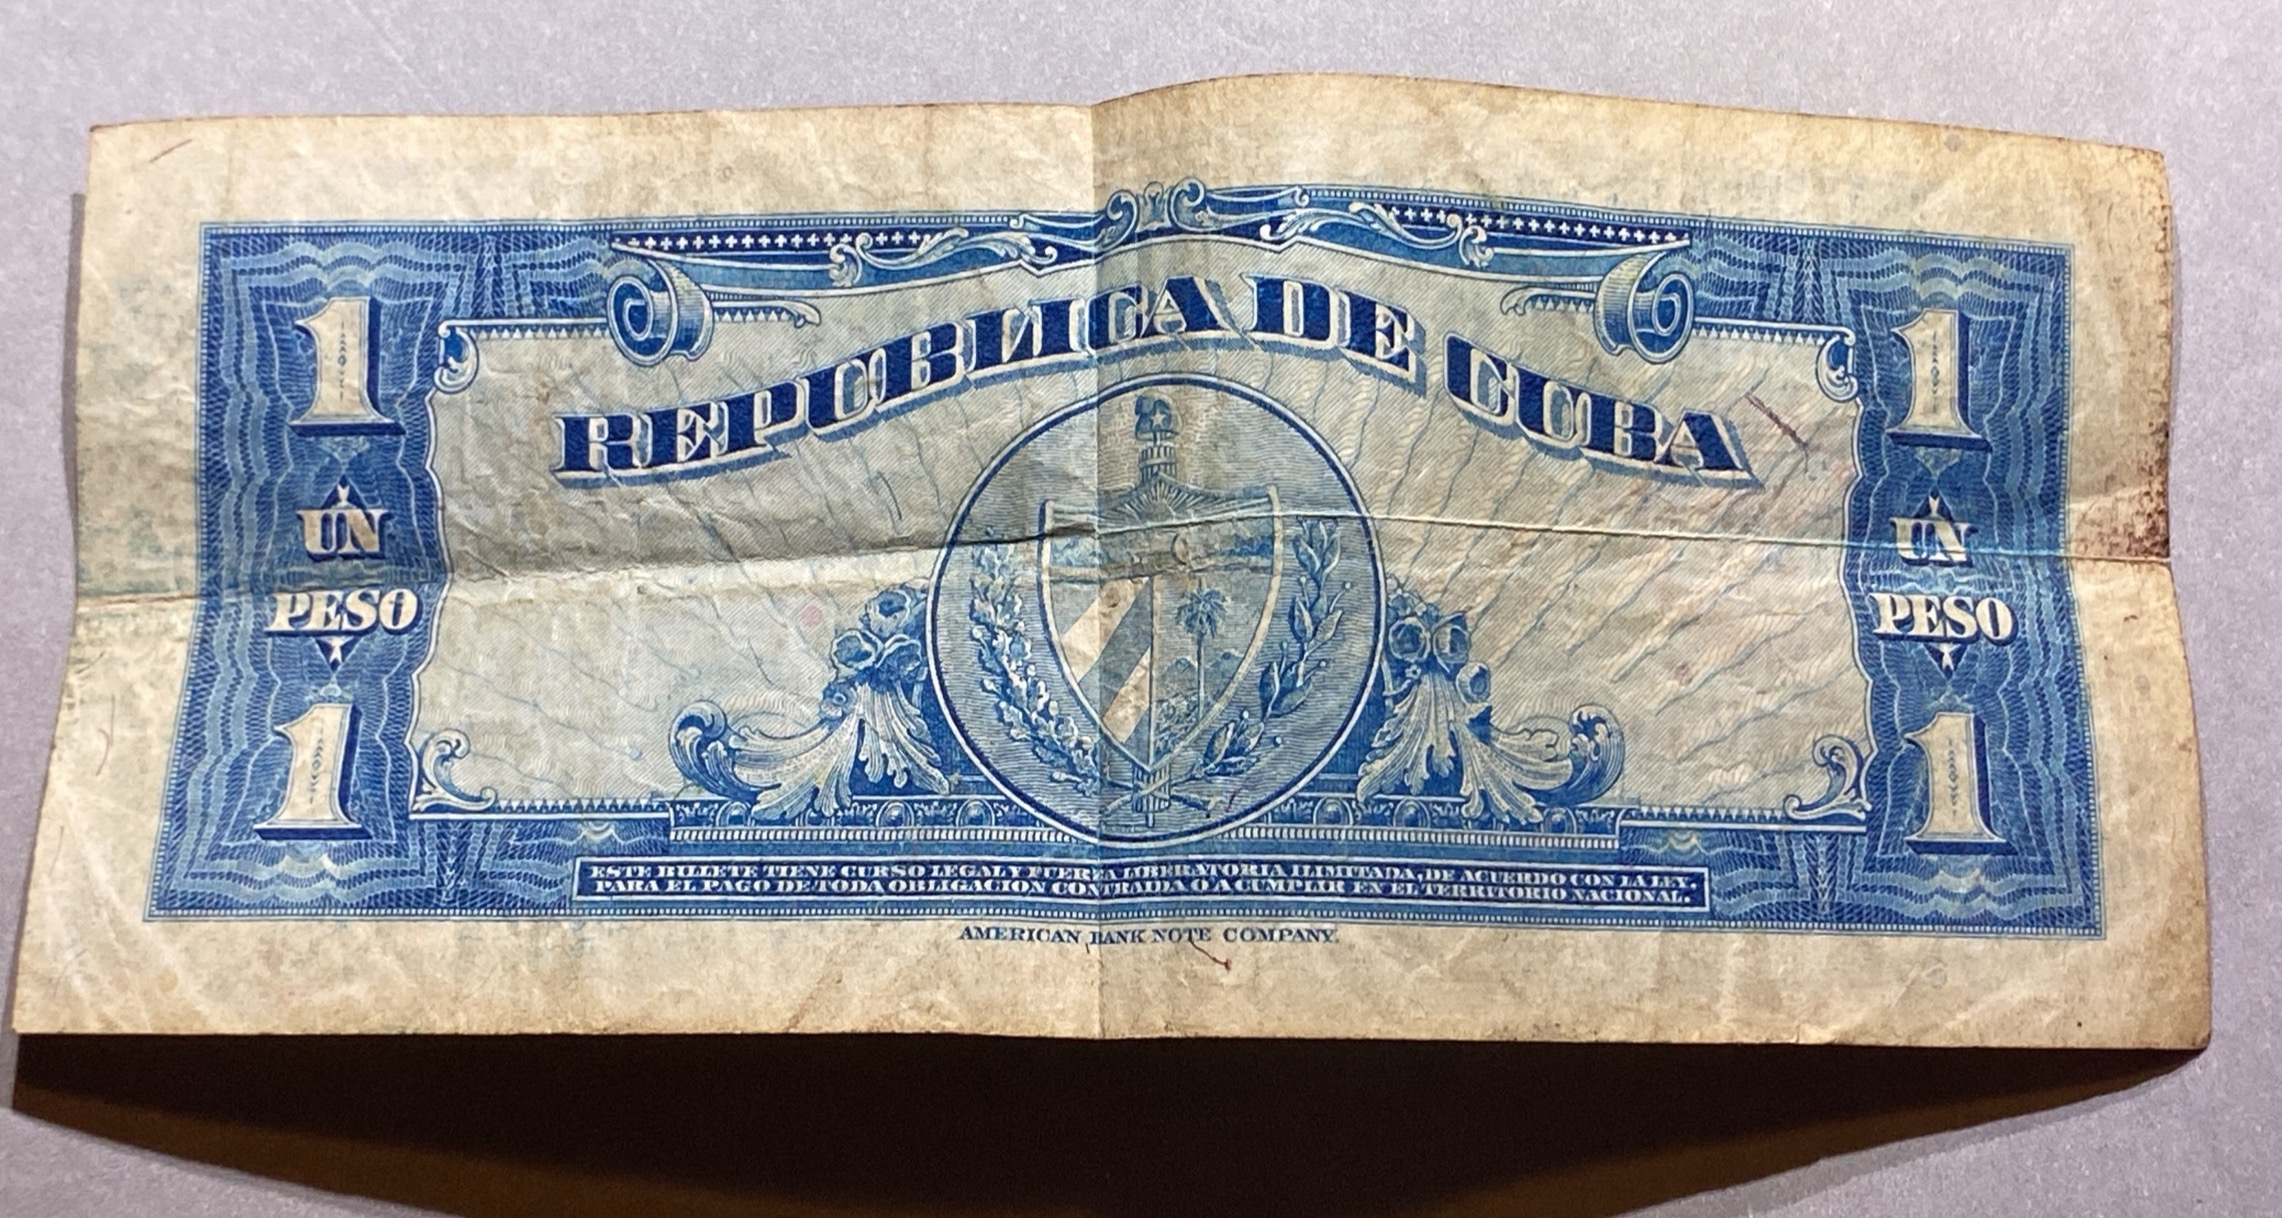 REPUBLICA DE CUBA
1
UN
PESO
1
1
UN
PESO
1
ESTE BILLETE TIENE CURSO LEGAL Y FUERZA LIBERATORIA ILIMITADA, DE ACUERDO CON LA LEY,
PARA EL PAGO DE TODA OBLIGACION CONTRAIDA O A CUMPLIR EN EL TERRITORIO NACIONAL.
AMERICAN BANK NOTE COMPANY.